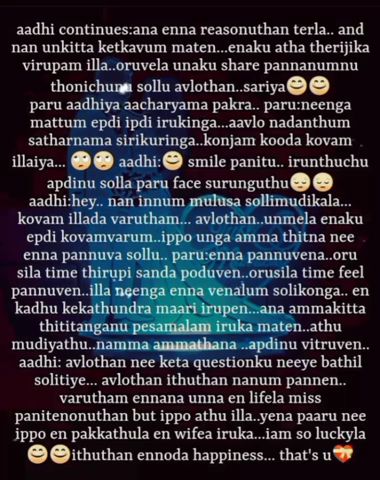 aadhi continues:ana enna reasonuthan terla.. and
nan unkitta ketkavum maten...enaku atha therijika
virupam illa..oruvela unaku share pannanumnu
thonichunu sollu avlothan..sariya😊😊
paru aadhiya aacharyama pakra.. paru:neenga
mattum epdi ipdi irukinga...aavlo nadanthum
satharnama sirikuringa..konjam kooda kovam
illaiya... 🙄🙄 aadhi:😊 smile panitu.. irunthuchu
apdinu solla paru face surunguthu😔😔
aadhi:hey.. nan innum mulusa sollimudikala...
kovam illada varutham... avlothan..unmela enaku
epdi kovamvarum..ippo unga amma thitna nee
enna pannuva sollu.. paru:enna pannuvena..oru
sila time thirupi sanda poduven..orusila time feel
pannuven..illa neenga enna venalum solikonga.. en
kadhu kekathundra maari irupen...ana ammakitta
thititanganu pesamalam iruka maten..athu
mudiyathu..namma ammathana ..apdinu vitruven..
aadhi: avlothan nee keta questionku neeye bathil
solitiye... avlothan ithuthan nanum pannen..
varutham ennana unna en lifela miss
panitenonuthan but ippo athu illa..yena paaru nee
ippo en pakkathula en wifea iruka...iam so luckyla
😊😊ithuthan ennoda happiness... that's u💝